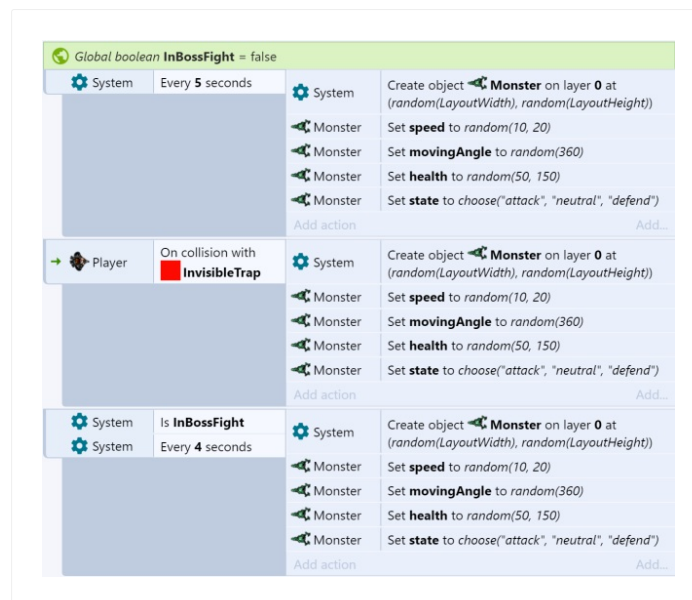 Global boolean InBossFight = false
System Every 5 seconds
System Create object Monster on layer 0 at
(random(LayoutWidth), random(LayoutHeight))
Monster Set speed to random(10, 20)
Monster Set movingAngle to random(360)
Monster Set health to random(50, 150)
Monster Set state to choose("attack", "neutral", "defend")
Add action Add...
Player On collision with
InvisibleTrap
System Create object Monster on layer 0 at
(random(LayoutWidth), random(LayoutHeight))
Monster Set speed to random(10, 20)
Monster Set movingAngle to random(360)
Monster Set health to random(50, 150)
Monster Set state to choose("attack", "neutral", "defend")
Add action Add...
System Is InBossFight
System Every 4 seconds
System Create object Monster on layer 0 at
(random(LayoutWidth), random(LayoutHeight))
Monster Set speed to random(10, 20)
Monster Set movingAngle to random(360)
Monster Set health to random(50, 150)
Monster Set state to choose("attack", "neutral", "defend")
Add action Add...